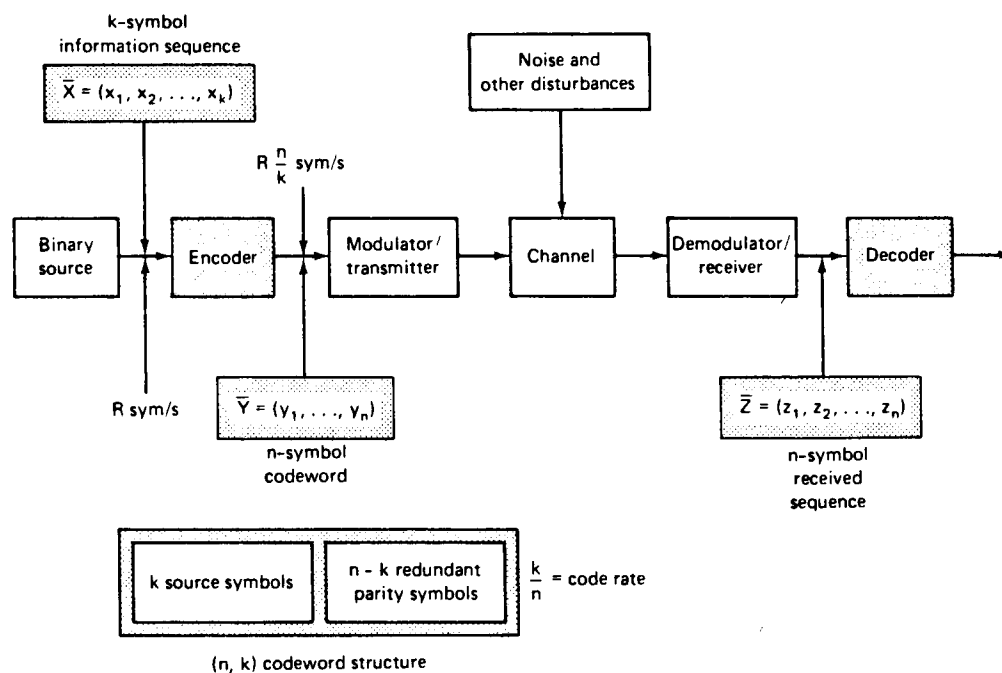 k-symbol
information sequence
X̅ = (x₁, x₂, . . ., xₖ)
Noise and
other disturbances
R n/k sym/s
Binary
source
Encoder
Modulator/
transmitter
Channel
Demodulator/
receiver
Decoder
R sym/s
Y̅ = (y₁, . . ., yₙ)
n-symbol
codeword
Z̅ = (z₁, z₂, . . ., zₙ)
n-symbol
received
sequence
k source symbols
n - k redundant
parity symbols
k/n = code rate
(n, k) codeword structure